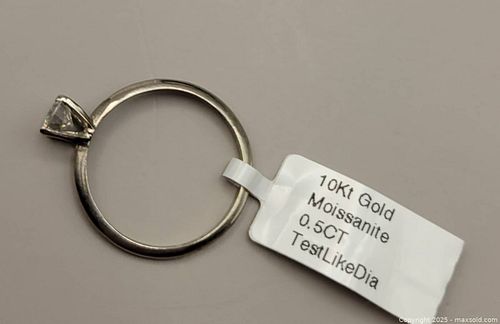 10Kt Gold
Moissanite
0.5CT
TestLikeDia
Copyright 2025 - maxsold.com